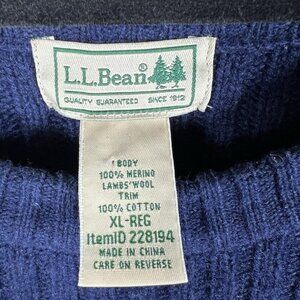 L.L.Bean®
QUALITY GUARANTEED SINCE 1912
BODY
100% MERINO
LAMBS' WOOL
TRIM
100% COTTON
XL-REG
ItemID 228194
MADE IN CHINA
CARE ON REVERSE